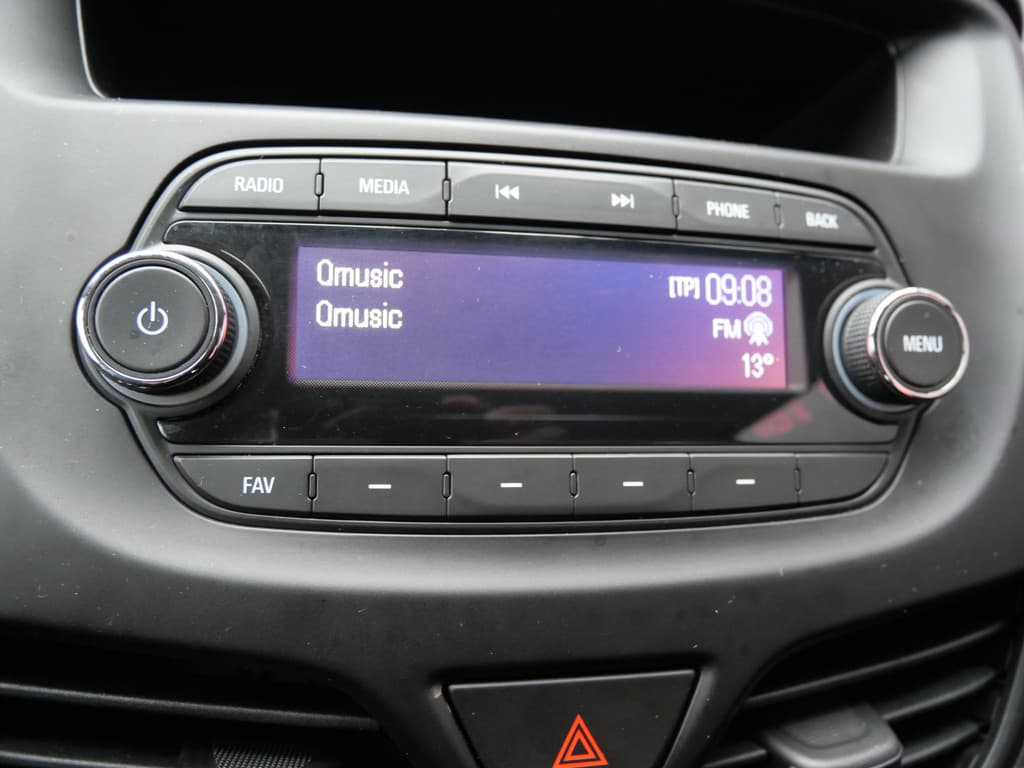 RADIO MEDIA PHONE BACK
Qmusic [TP] 09:08
Qmusic FM
13°
MENU
FAV